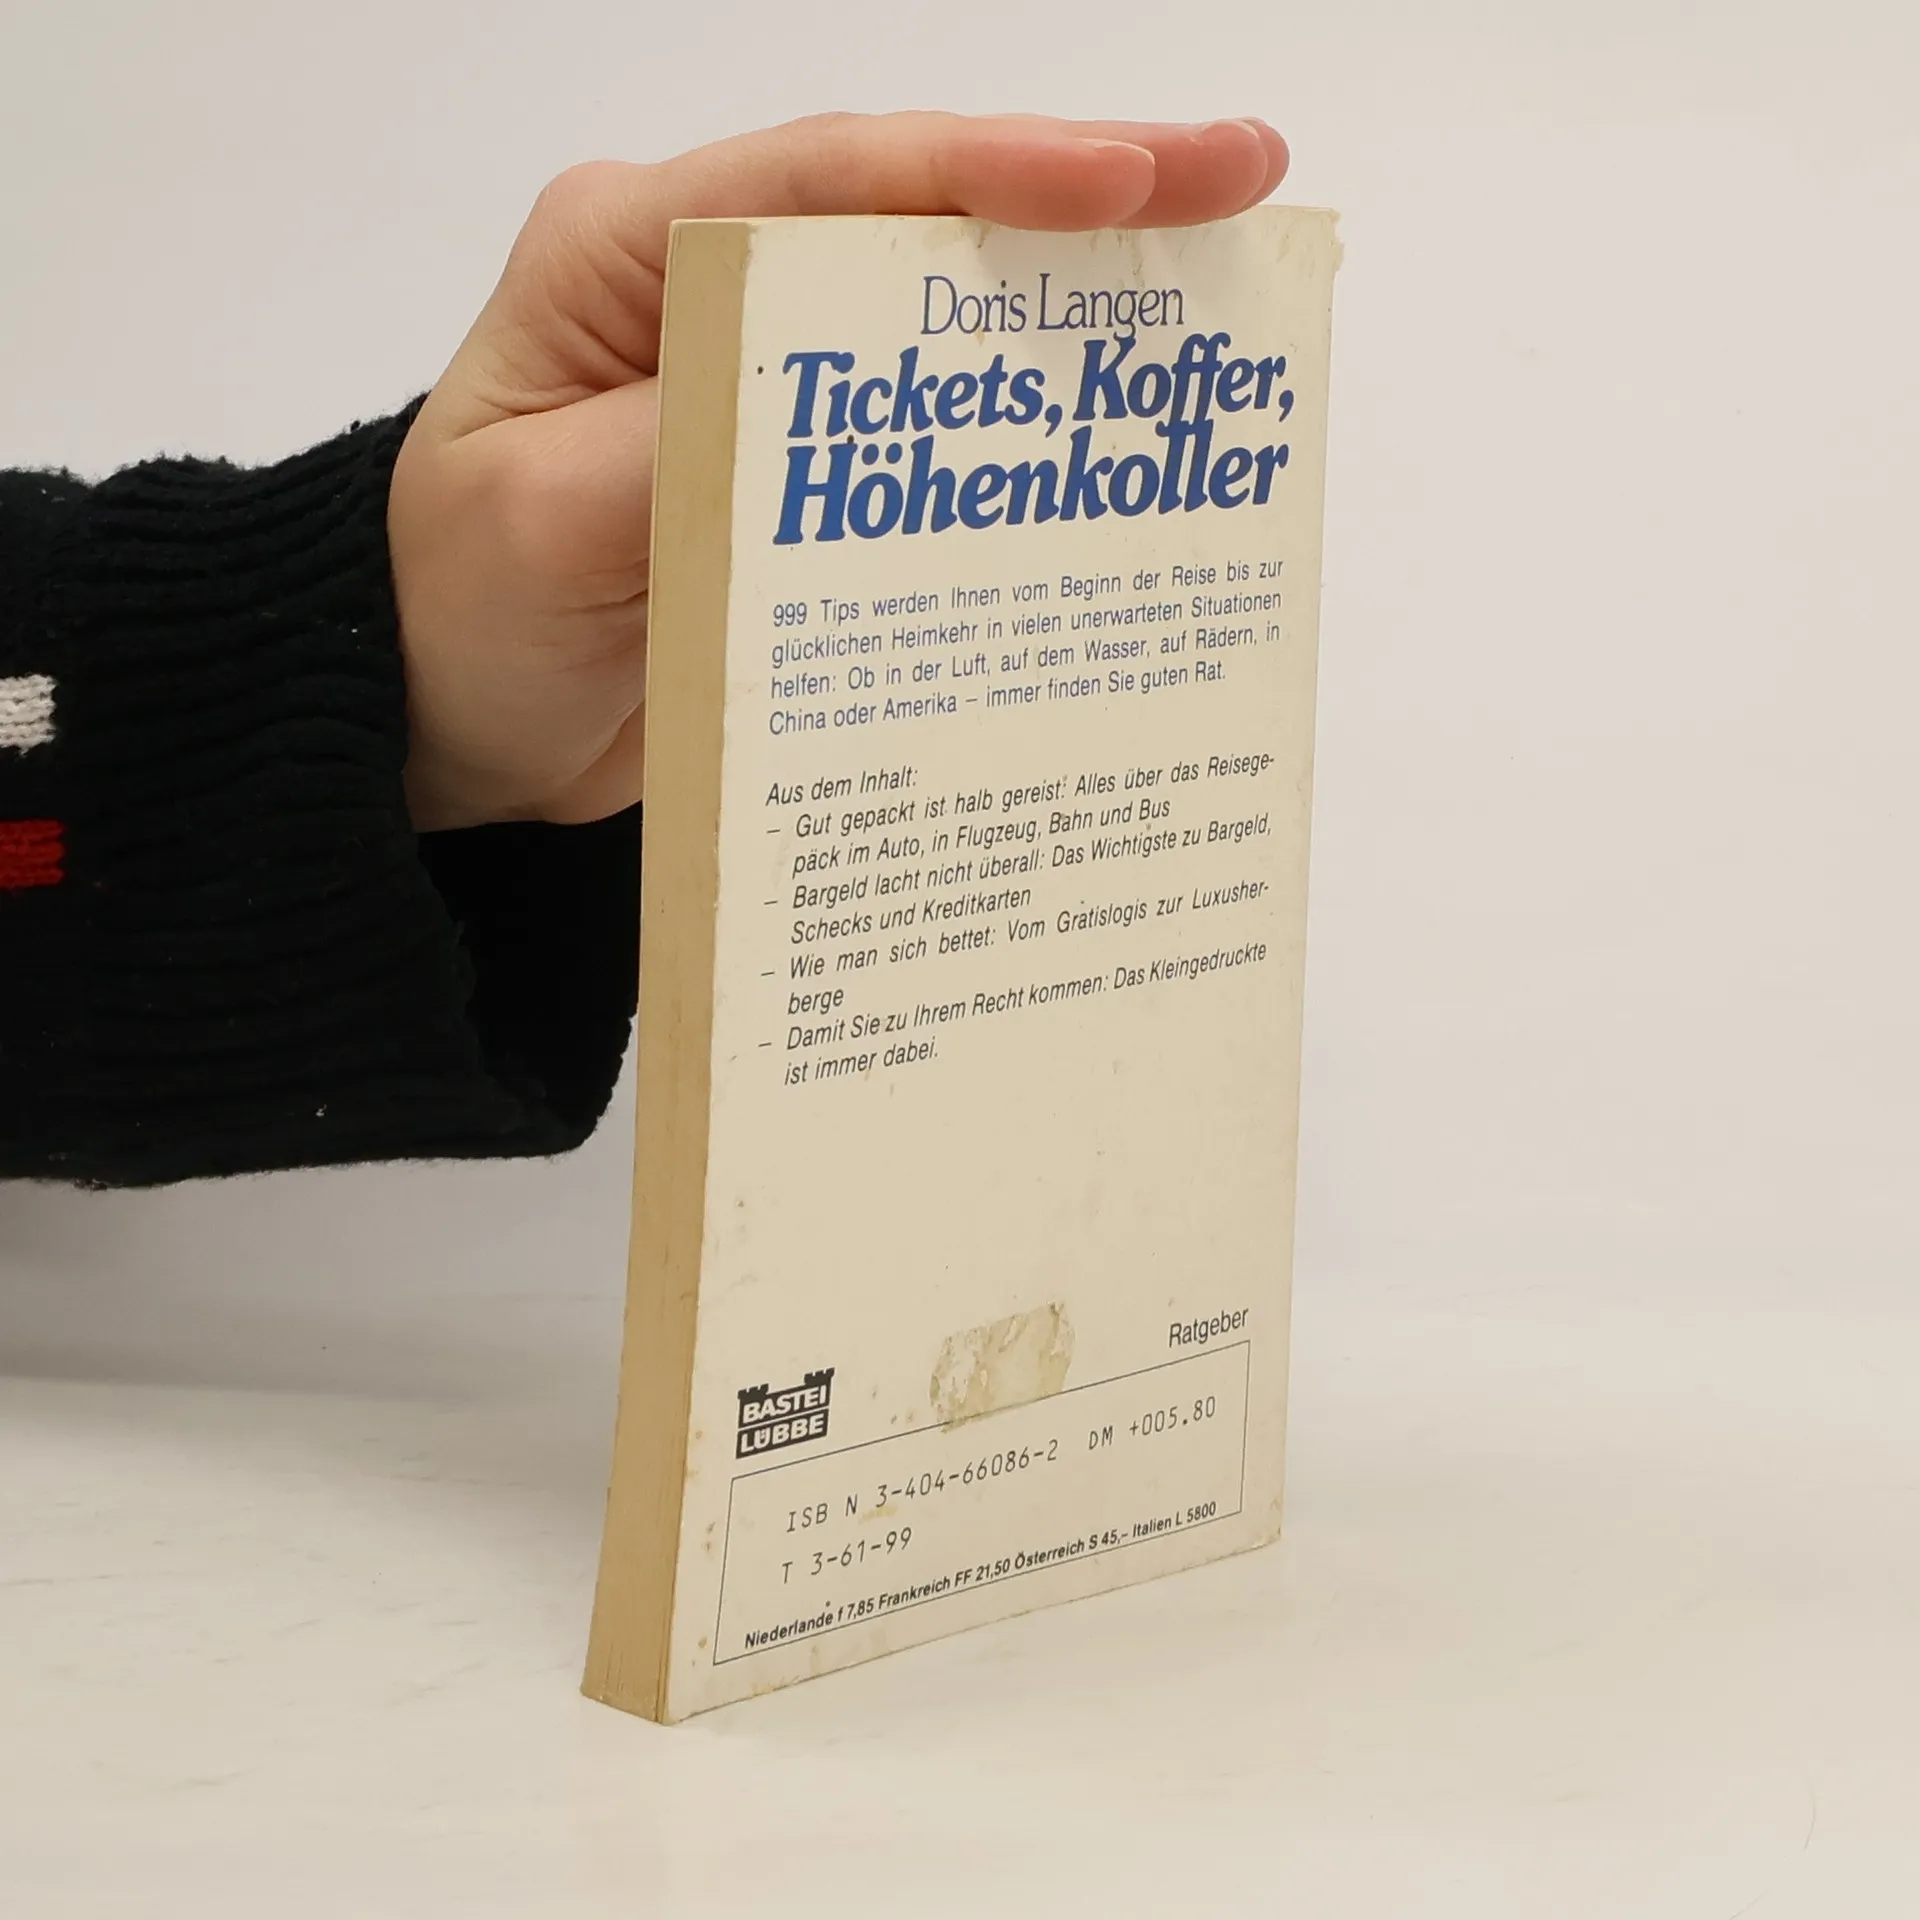 Doris Langen
Tickets, Koffer,
Höhenkoller
999 Tips werden Ihnen vom Beginn der Reise bis zur
glücklichen Heimkehr in vielen unerwarteten Situationen
helfen: Ob in der Luft, auf dem Wasser, auf Rädern, in
China oder Amerika – immer finden Sie guten Rat.
Aus dem Inhalt:
– Gut gepackt ist halb gereist: Alles über das Reisege-
päck im Auto, in Flugzeug, Bahn und Bus
– Bargeld lacht nicht überall: Das Wichtigste zu Bargeld,
Schecks und Kreditkarten
– Wie man sich bettet: Vom Gratislogis zur Luxusher-
berge
– Damit Sie zu Ihrem Recht kommen: Das Kleingedruckte
ist immer dabei.
Ratgeber
BASTEI
LÜBBE
ISB N 3-404-66086-2 DM +005.80
T 3-61-99
Niederlande f 7,85 Frankreich FF 21,50 Österreich S 45,– Italien L 5800